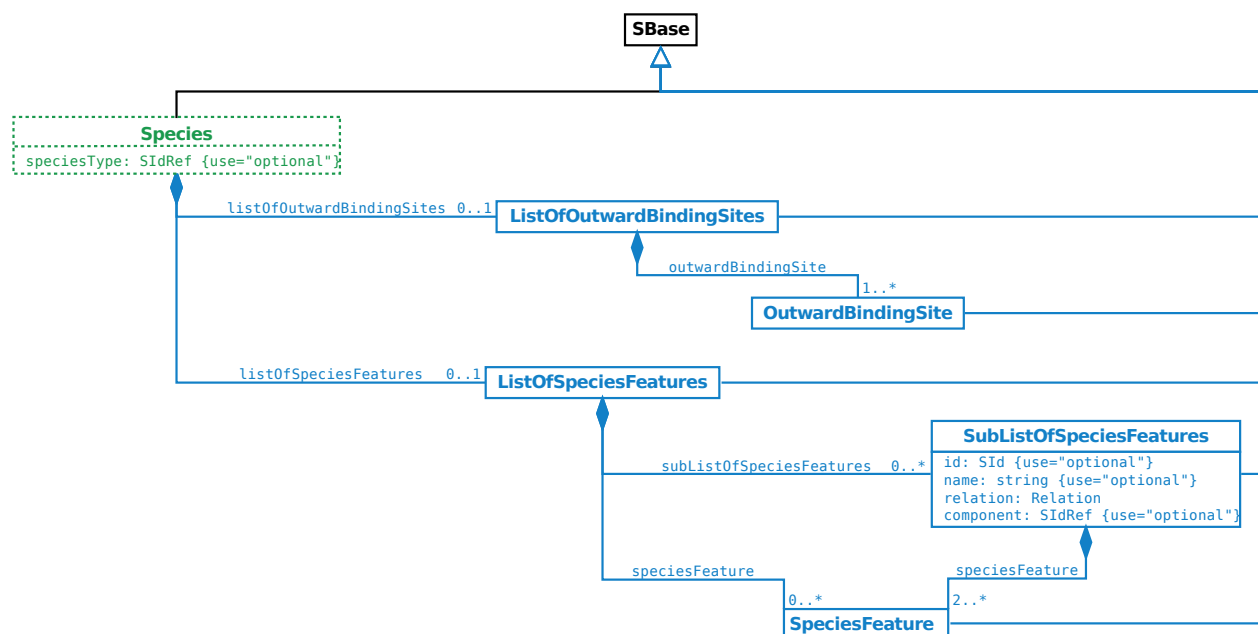 SBase
Species
speciesType: SIdRef {use="optional"}
listOfOutwardBindingSites 0..1
ListOfOutwardBindingSites
outwardBindingSite
1..*
OutwardBindingSite
listOfSpeciesFeatures 0..1
ListOfSpeciesFeatures
SubListOfSpeciesFeatures
id: SId {use="optional"}
name: string {use="optional"}
relation: Relation
component: SIdRef {use="optional"}
subListOfSpeciesFeatures 0..*
speciesFeature
speciesFeature
0..*
2..*
SpeciesFeature